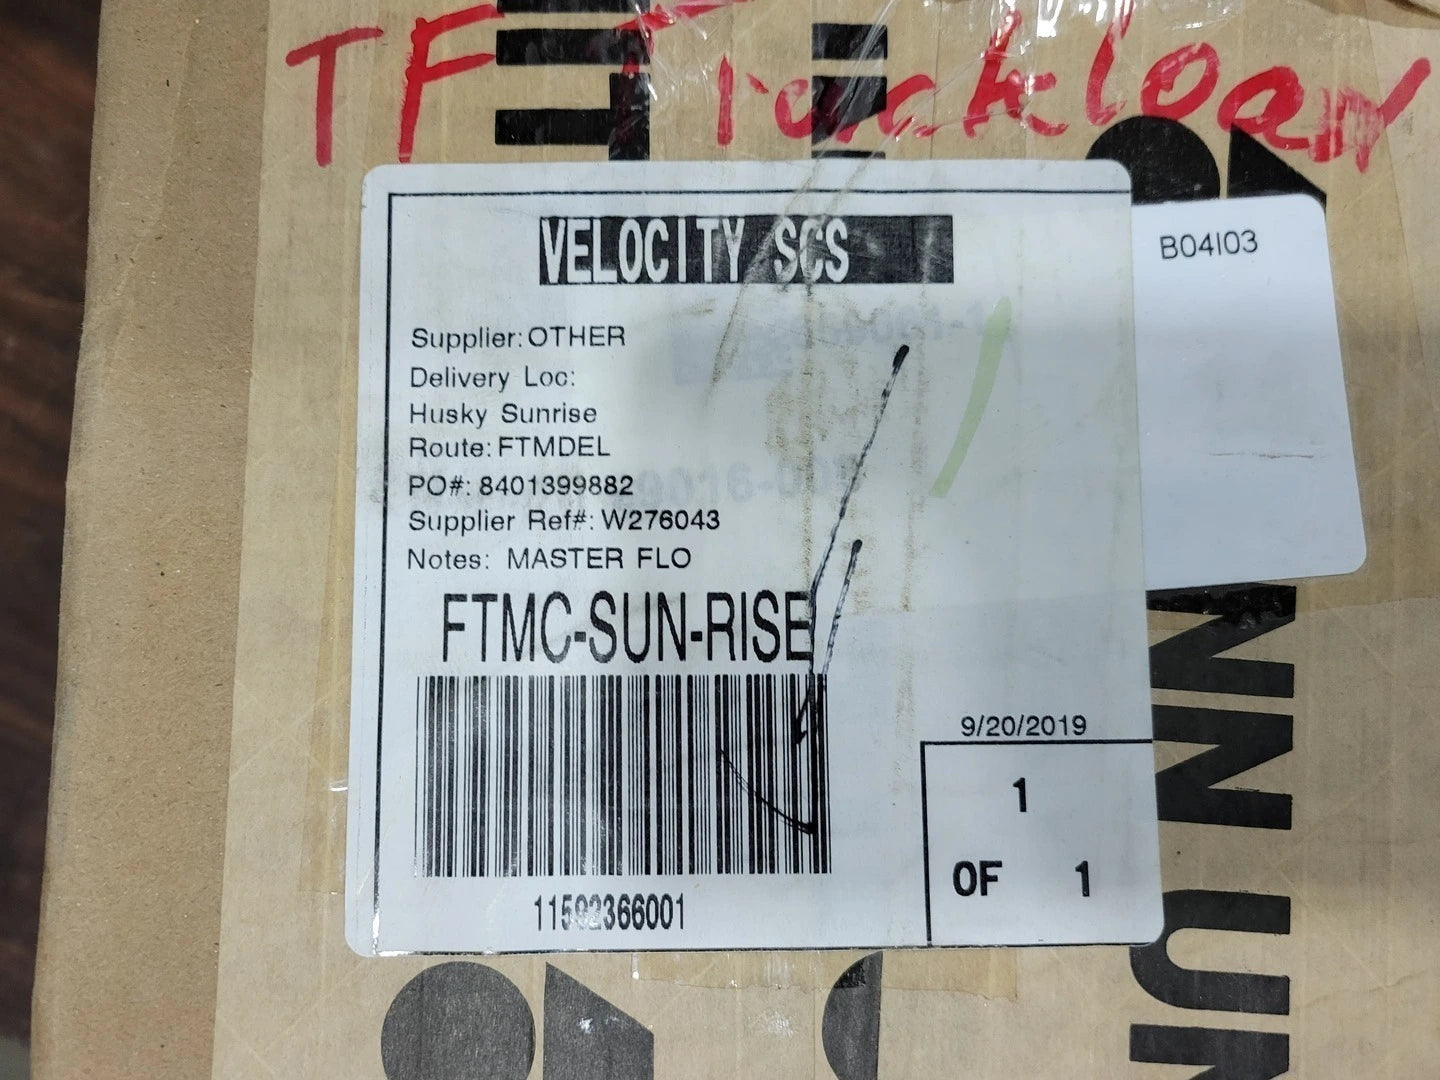 TF Trackloar
VELOCITY SCS
B04I03
Supplier: OTHER
Delivery Loc:
Husky Sunrise
Route: FTMDEL
PO#: 8401399882
Supplier Ref#: W276043
Notes: MASTER FLO
FTMC-SUN-RISE
9/20/2019
1
OF 1
11592366001